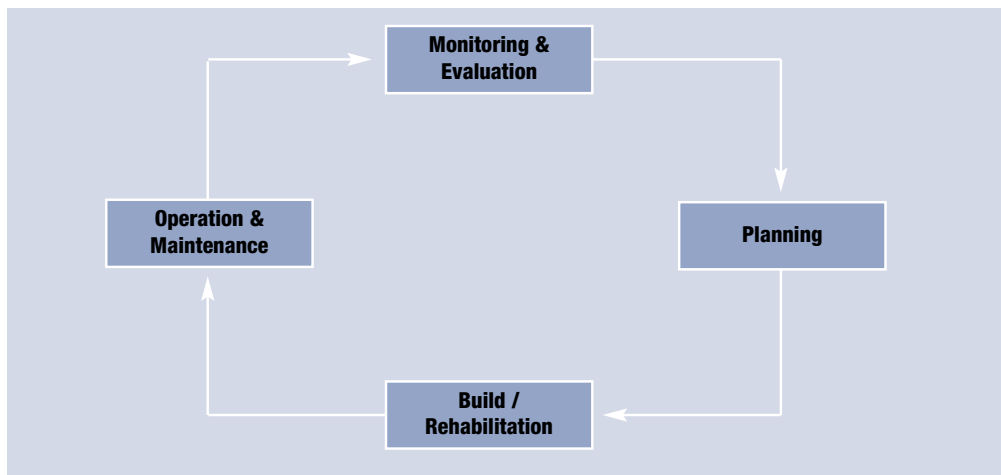 Monitoring &
Evaluation
Operation &
Maintenance
Planning
Build /
Rehabilitation